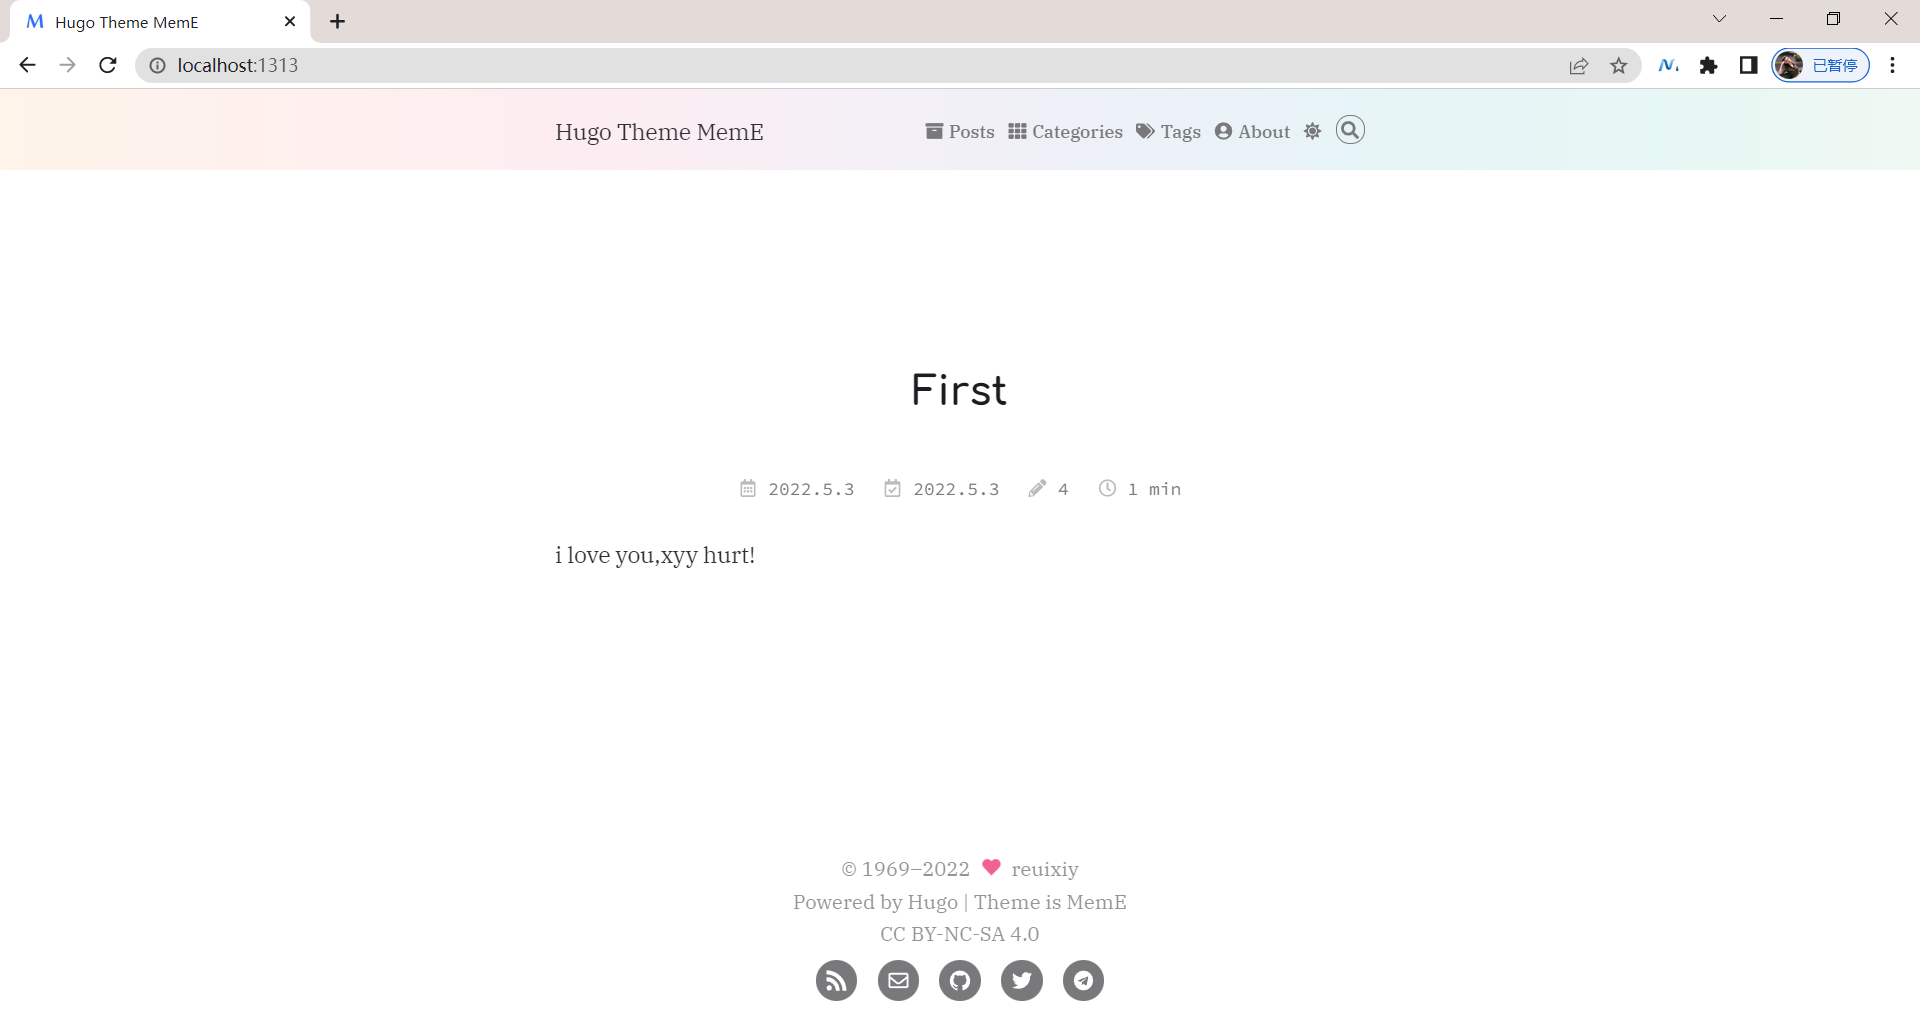 Hugo Theme MemE
localhost:1313
已暂停
Hugo Theme MemE
Posts Categories Tags About
First
2022.5.3 2022.5.3 4 1 min
i love you,xyy hurt!
© 1969–2022 reuixiy
Powered by Hugo | Theme is MemE
CC BY-NC-SA 4.0